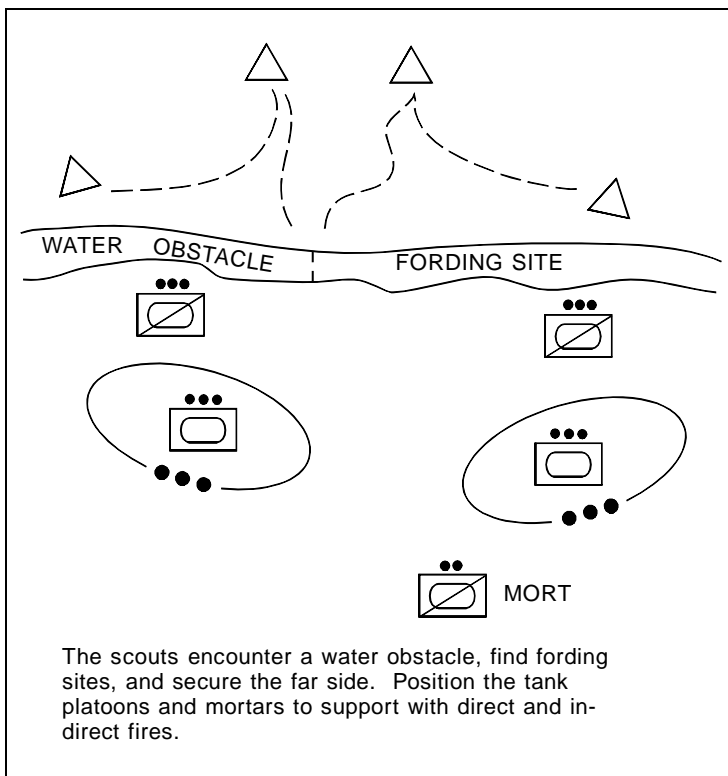 WATER OBSTACLE
FORDING SITE
MORT
The scouts encounter a water obstacle, find fording
sites, and secure the far side. Position the tank
platoons and mortars to support with direct and in-
direct fires.